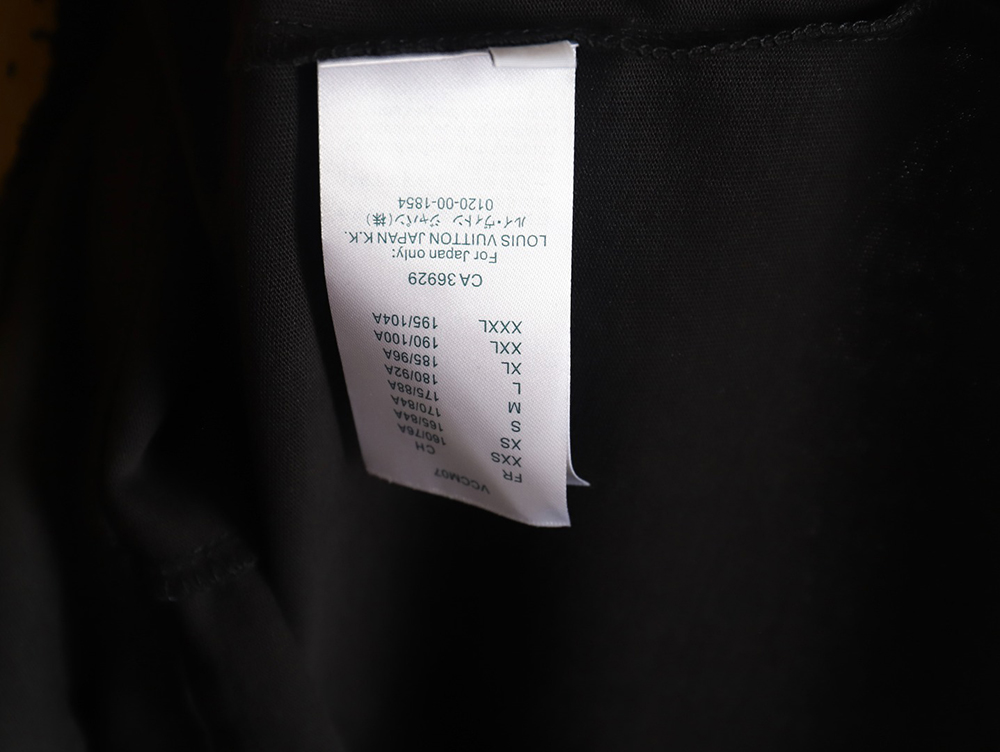 VCCM07
FR CH
XXS 160/76A
XS 165/84A
S 170/84A
M 175/88A
L 180/92A
XL 185/96A
XXL 190/100A
XXXL 195/104A
CA 36929
For Japan only:
LOUIS VUITTON JAPAN K.K.
ルイ・ヴィトン ジャパン(株)
0120-00-1854